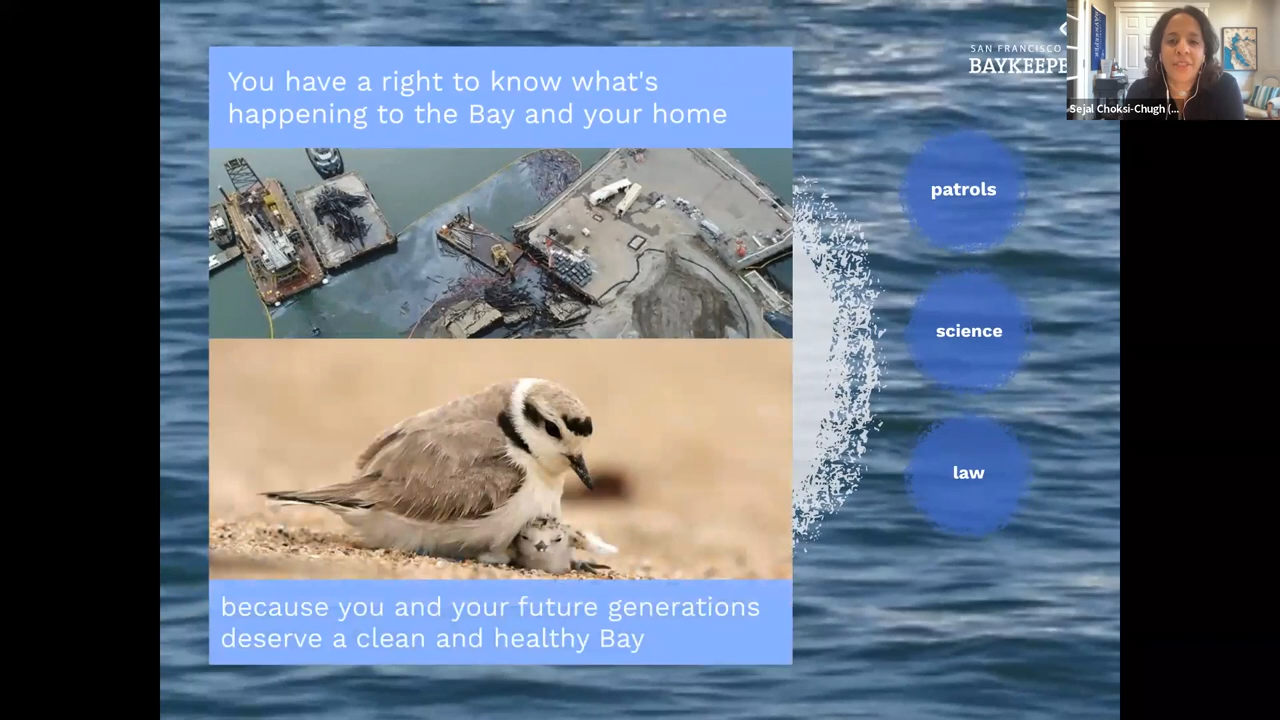 You have a right to know what's
happening to the Bay and your home
because you and your future generations
deserve a clean and healthy Bay
SAN FRANCISCO
BAYKEEPE
patrols
science
law
Sejal Choksi-Chugh (...